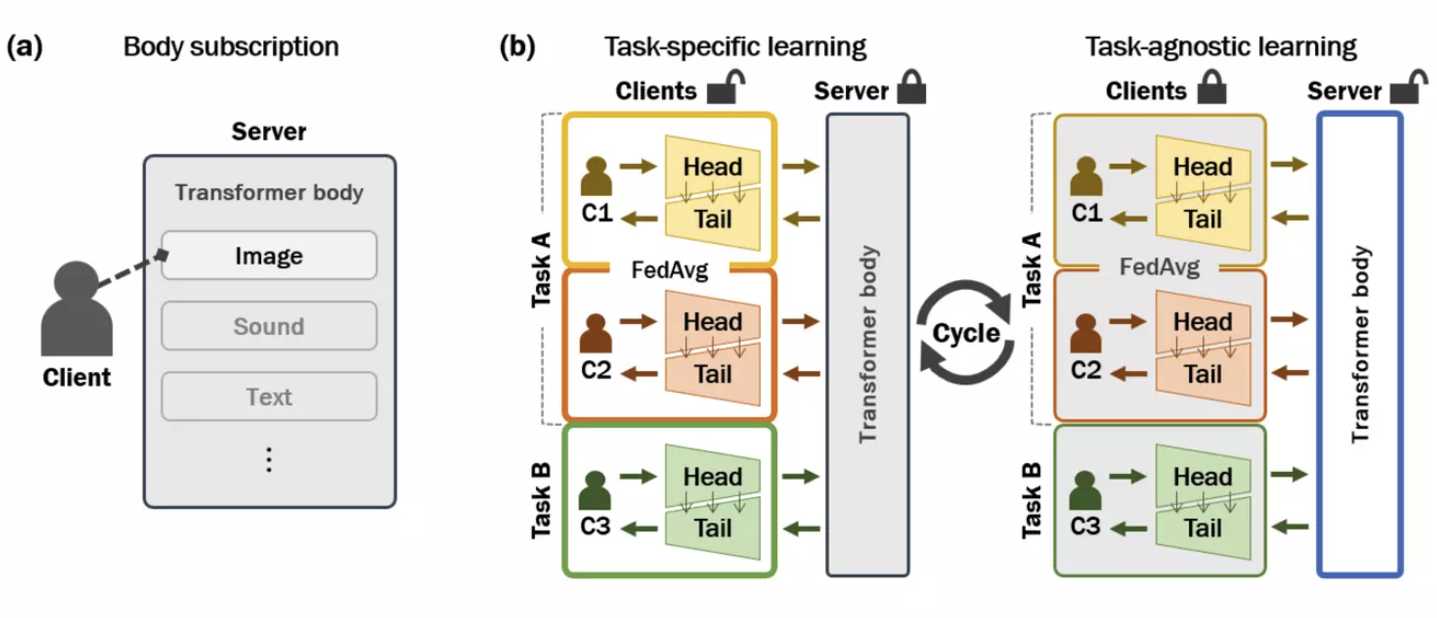 (a) Body subscription
Server
Transformer body
Image
Sound
Text
⋮
Client
(b) Task-specific learning
Clients Server
Task A
C1
Head
Tail
FedAvg
C2
Head
Tail
Task B
C3
Head
Tail
Transformer body
Cycle
Task-agnostic learning
Clients Server
Task A
C1
Head
Tail
FedAvg
C2
Head
Tail
Task B
C3
Head
Tail
Transformer body